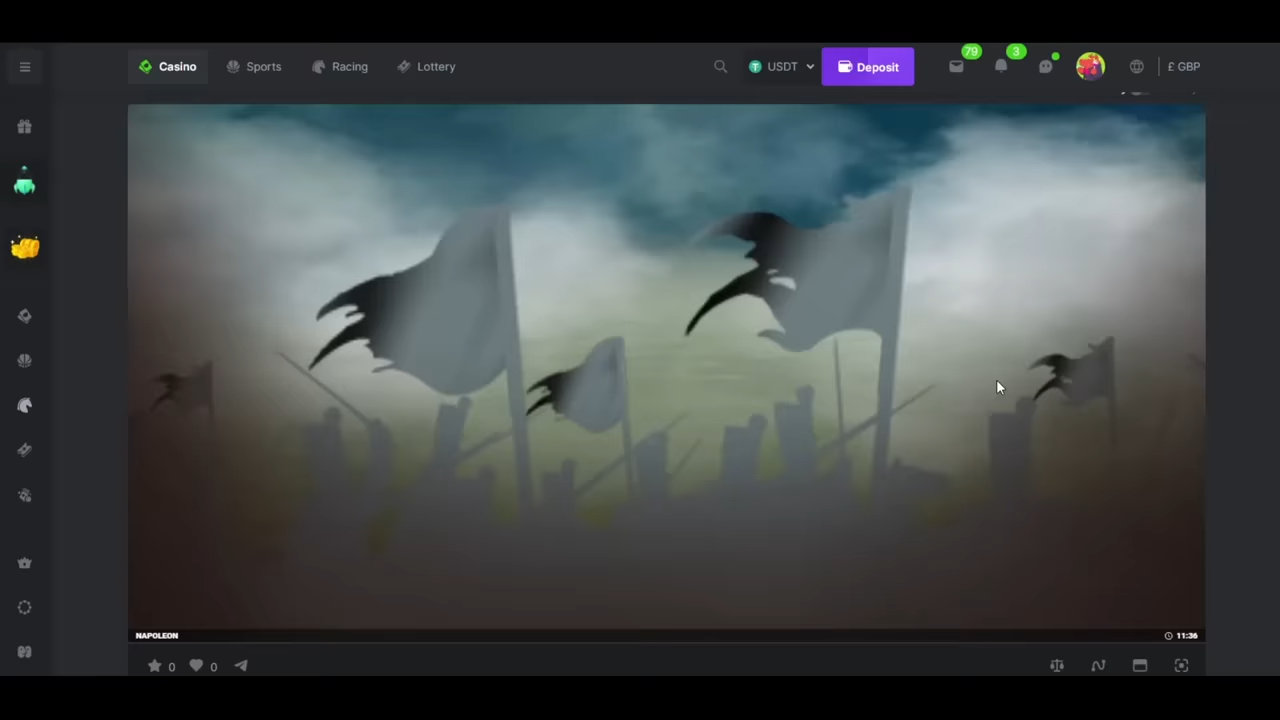 Casino
Sports
Racing
Lottery
USDT
Deposit
79
3
£ GBP
NAPOLEON
11:36
0
0